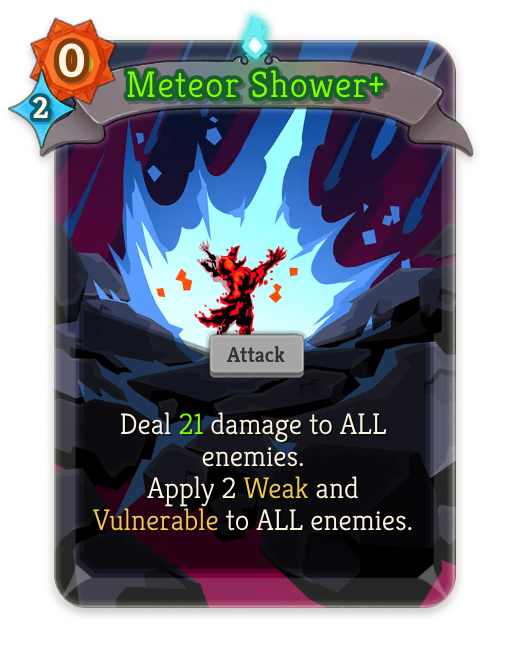 0
2
Meteor Shower+
Attack
Deal 21 damage to ALL
enemies.
Apply 2 Weak and
Vulnerable to ALL enemies.